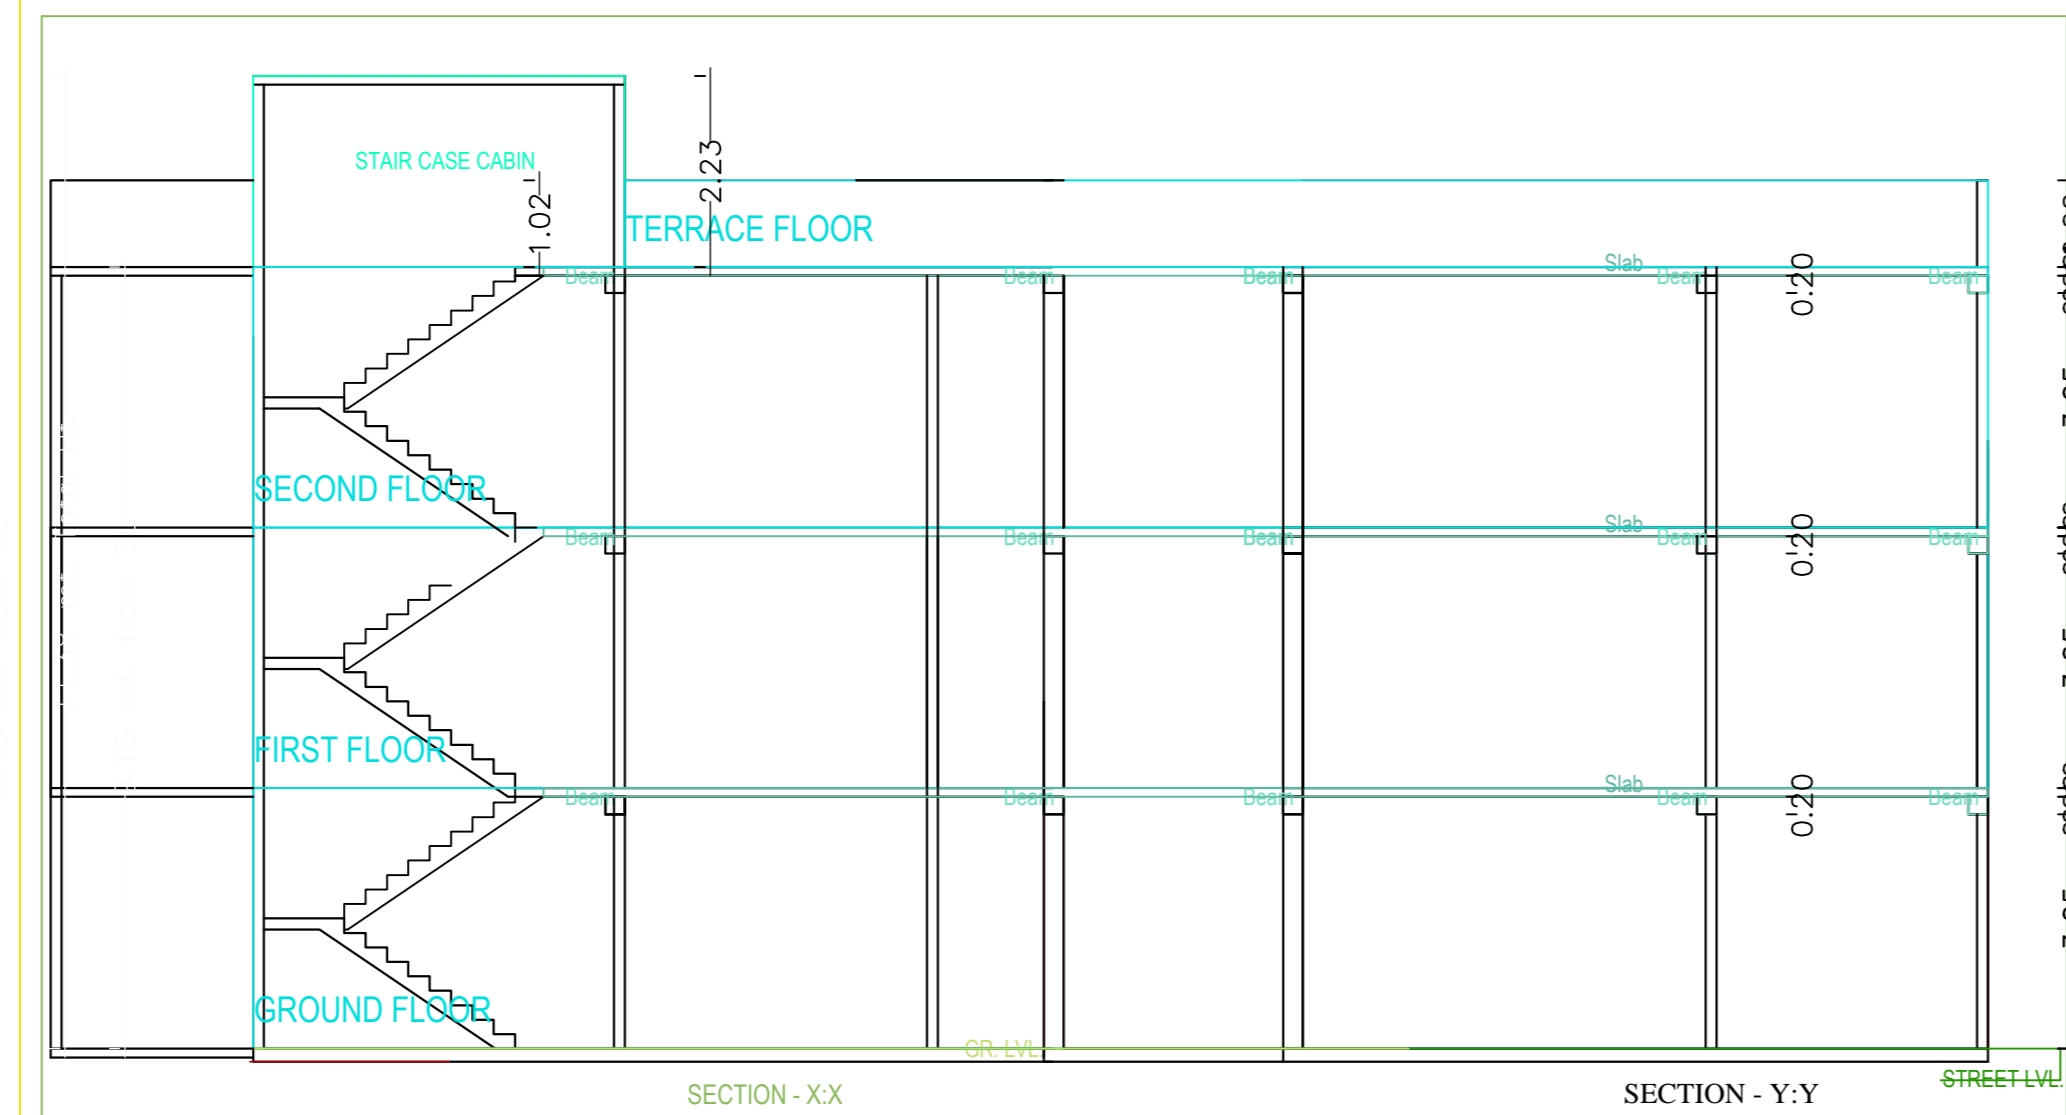 STAIR CASE CABIN
2.23
1.02
TERRACE FLOOR
Slab
Beam Beam Beam Beam Beam
0.20
SECOND FLOOR
Slab
Beam Beam Beam Beam Beam
0.20
FIRST FLOOR
Slab
Beam Beam Beam Beam Beam
0.20
GROUND FLOOR
GR. LVL.
STREET LVL.
SECTION - X:X
SECTION - Y:Y